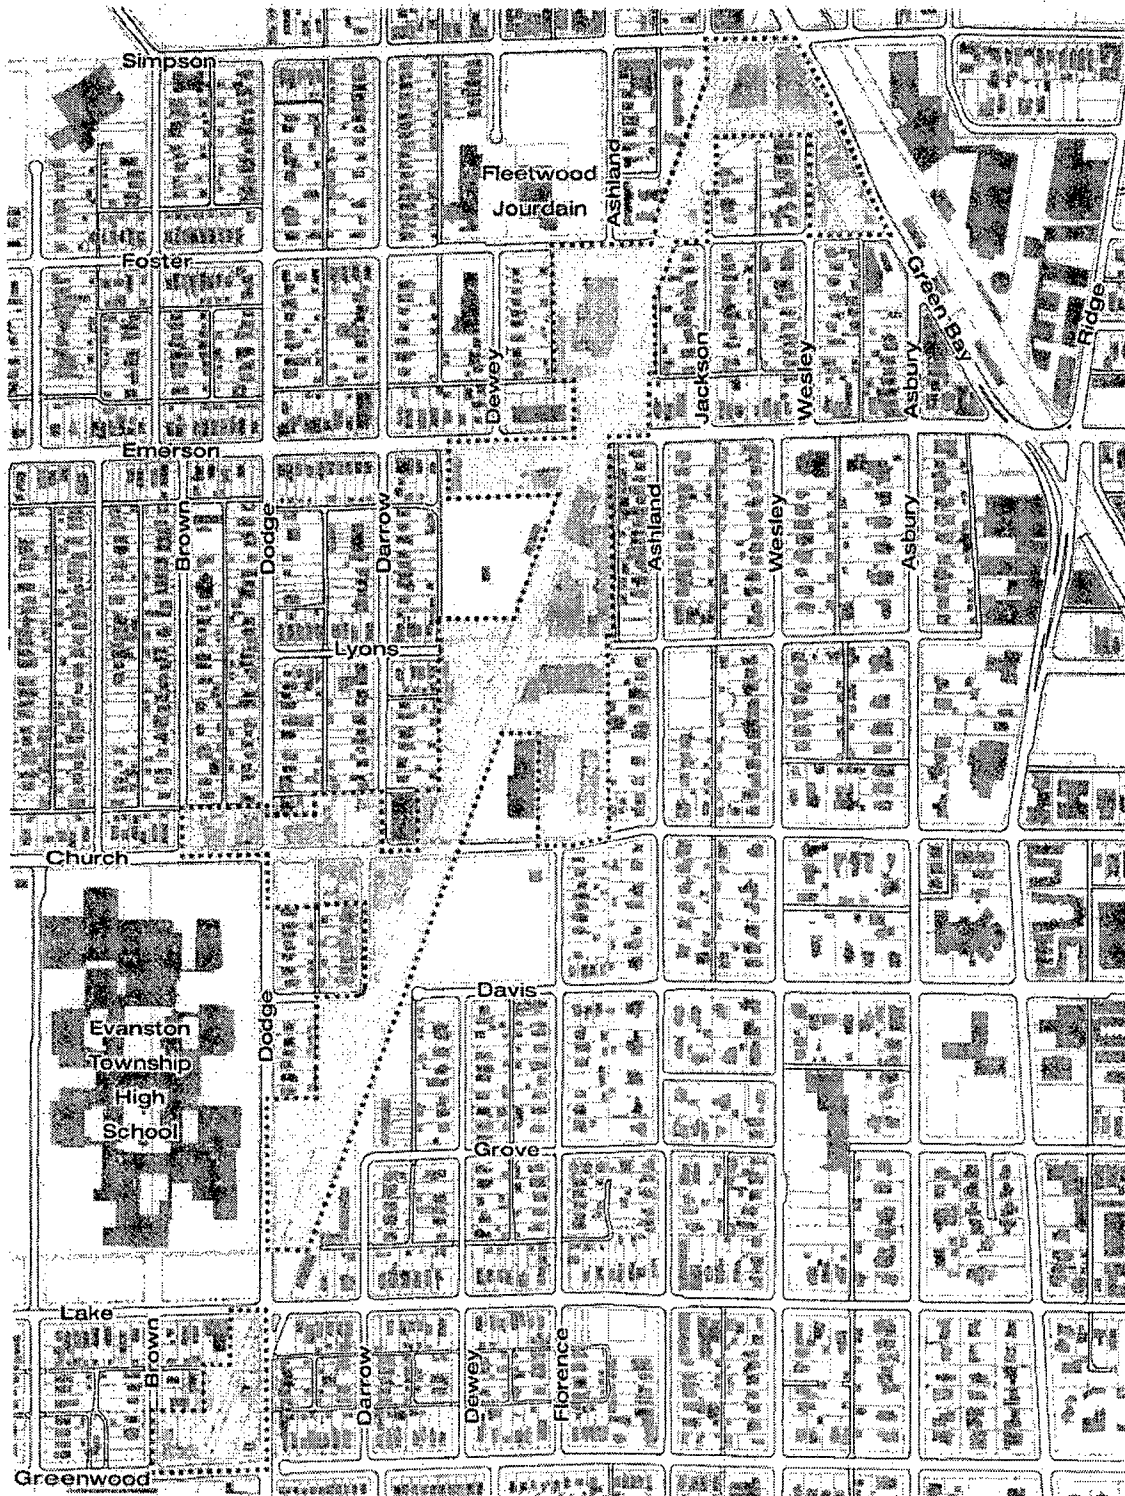 Simpson
Fleetwood
Jourdain
Ashland
Foster
Green Bay
Ridge
Dewey
Jackson
Wesley
Asbury
Emerson
Brown
Dodge
Darrow
Ashland
Wesley
Asbury
Lyons
Church
Davis
Dodge
Evanston
Township
High
School
Grove
Lake
Brown
Darrow
Dewey
Florence
Greenwood